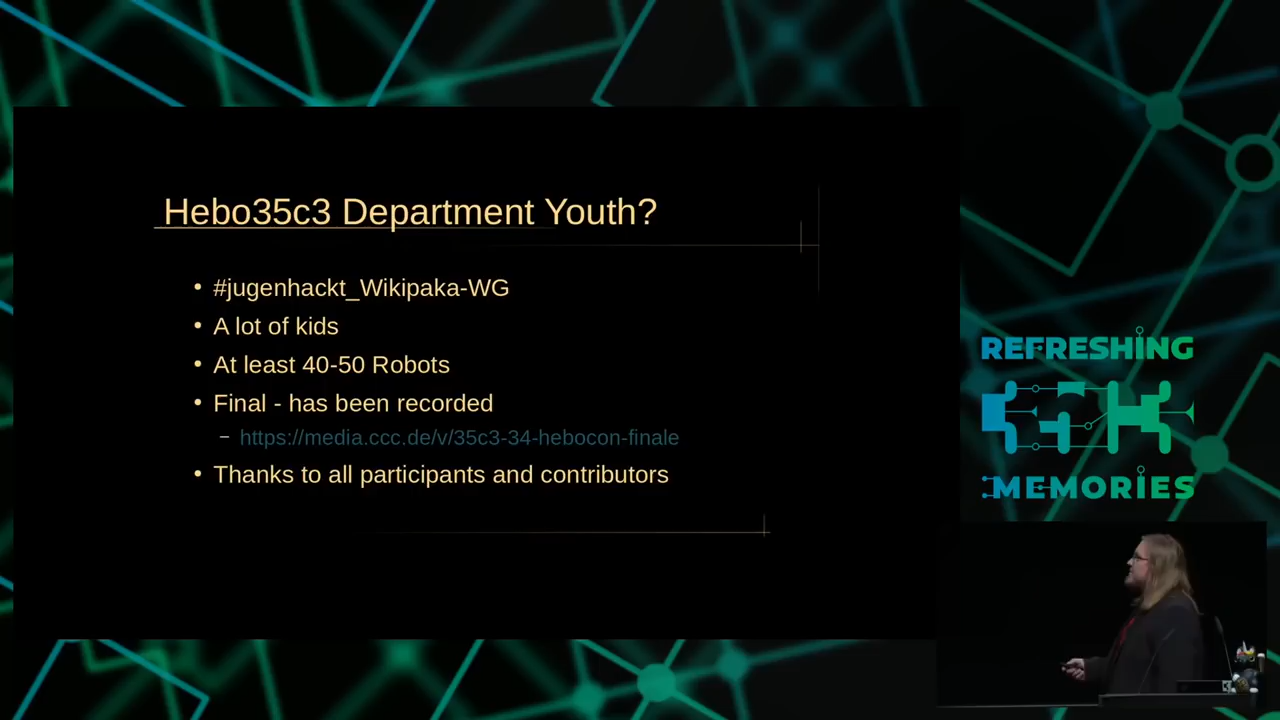 Hebo35c3 Department Youth?
• #jugenhackt_Wikipaka-WG
• A lot of kids
• At least 40-50 Robots
• Final - has been recorded
– https://media.ccc.de/v/35c3-34-hebocon-finale
• Thanks to all participants and contributors
REFRESHING
MEMORIES